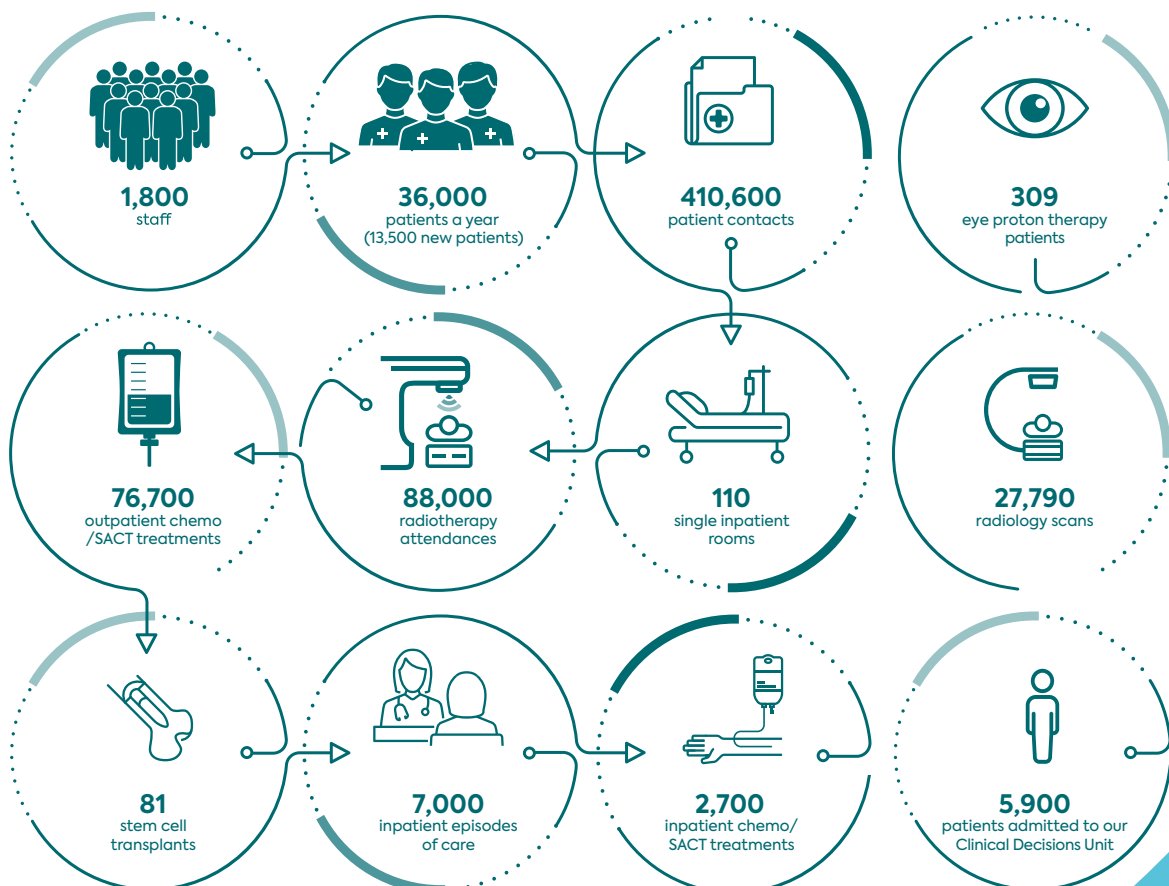 1,800
staff
36,000
patients a year
(13,500 new patients)
410,600
patient contacts
309
eye proton therapy
patients
76,700
outpatient chemo
/SACT treatments
88,000
radiotherapy
attendances
110
single inpatient
rooms
27,790
radiology scans
81
stem cell
transplants
7,000
inpatient episodes
of care
2,700
inpatient chemo/
SACT treatments
5,900
patients admitted to our
Clinical Decisions Unit